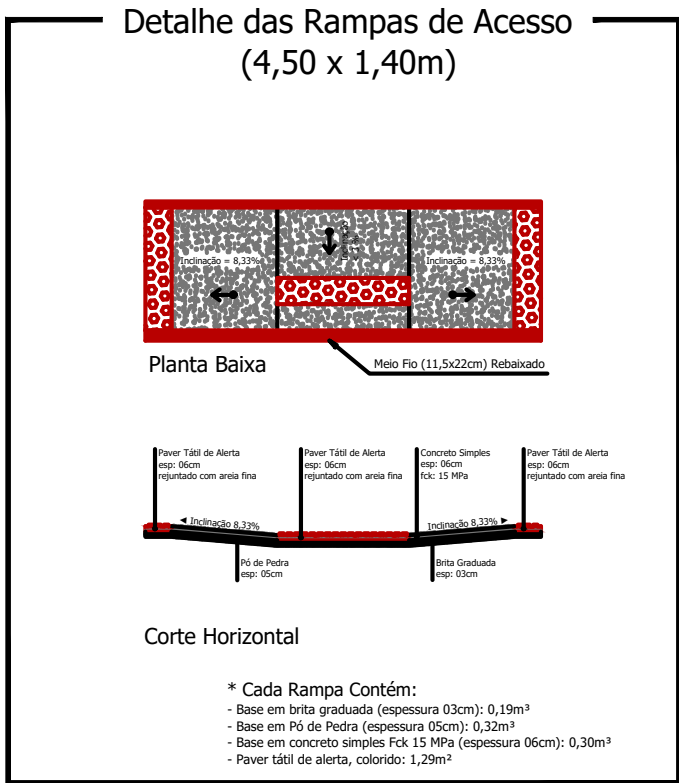 Detalhe das Rampas de Acesso
(4,50 x 1,40m)
Inclinação
< 1 %
Inclinação = 8,33%
Inclinação = 8,33%
Planta Baixa
Meio Fio (11,5x22cm) Rebaixado
Paver Tátil de Alerta
esp: 06cm
rejuntado com areia fina
Paver Tátil de Alerta
esp: 06cm
rejuntado com areia fina
Concreto Simples
esp: 06cm
fck: 15 MPa
Paver Tátil de Alerta
esp: 06cm
rejuntado com areia fina
Inclinação 8,33%
Inclinação 8,33%
Pó de Pedra
esp: 05cm
Brita Graduada
esp: 03cm
Corte Horizontal
* Cada Rampa Contém:
- Base em brita graduada (espessura 03cm): 0,19m³
- Base em Pó de Pedra (espessura 05cm): 0,32m³
- Base em concreto simples Fck 15 MPa (espessura 06cm): 0,30m³
- Paver tátil de alerta, colorido: 1,29m²